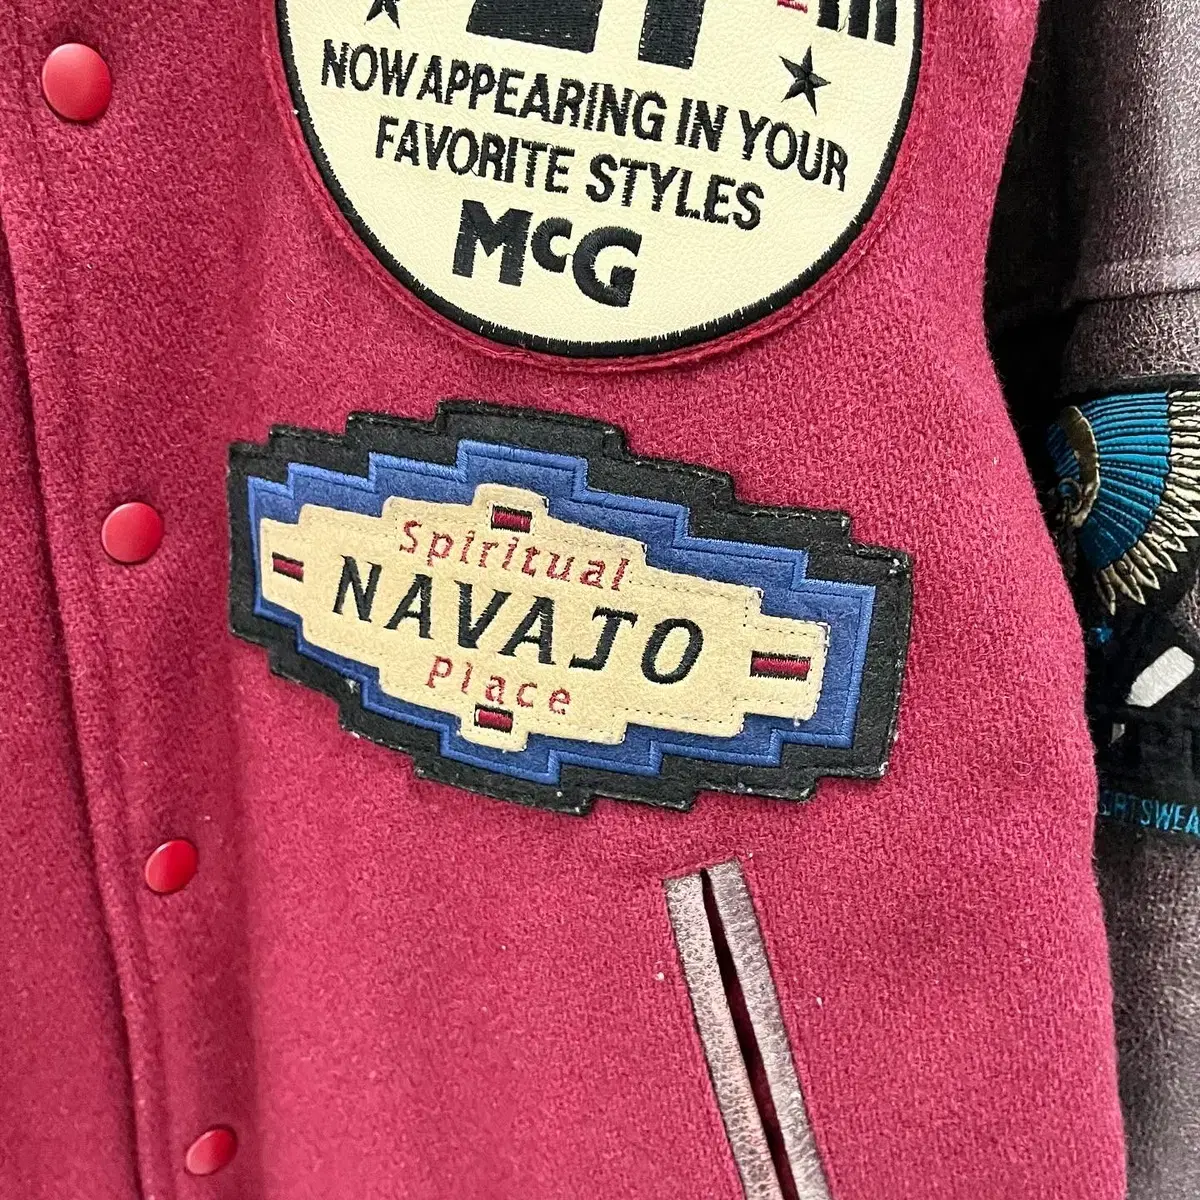 NOW APPEARING IN YOUR
FAVORITE STYLES
McG
Spiritual
NAVAJO
Place